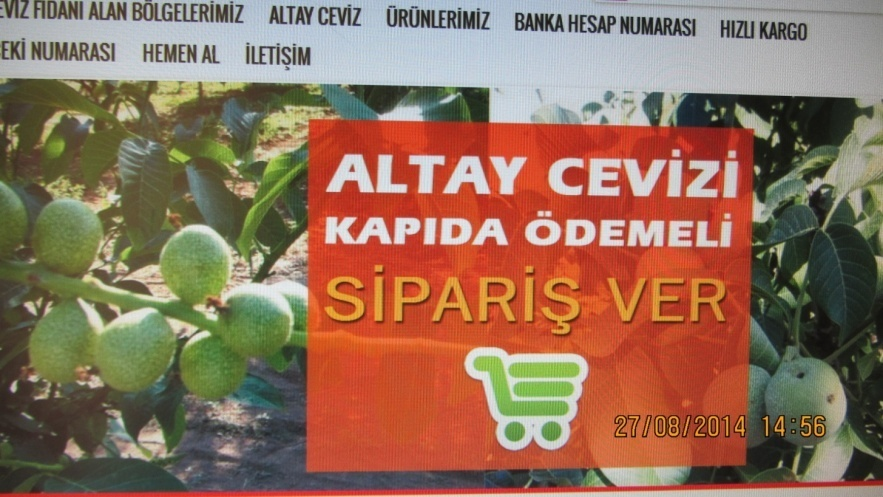 EVİZ FİDANI ALAN BÖLGELERİMİZ ALTAY CEVİZ ÜRÜNLERİMİZ BANKA HESAP NUMARASI HIZLI KARGO
EKİ NUMARASI HEMEN AL İLETİŞİM
ALTAY CEVİZİ
KAPIDA ÖDEMELİ
SİPARİŞ VER
27/08/2014 14:56